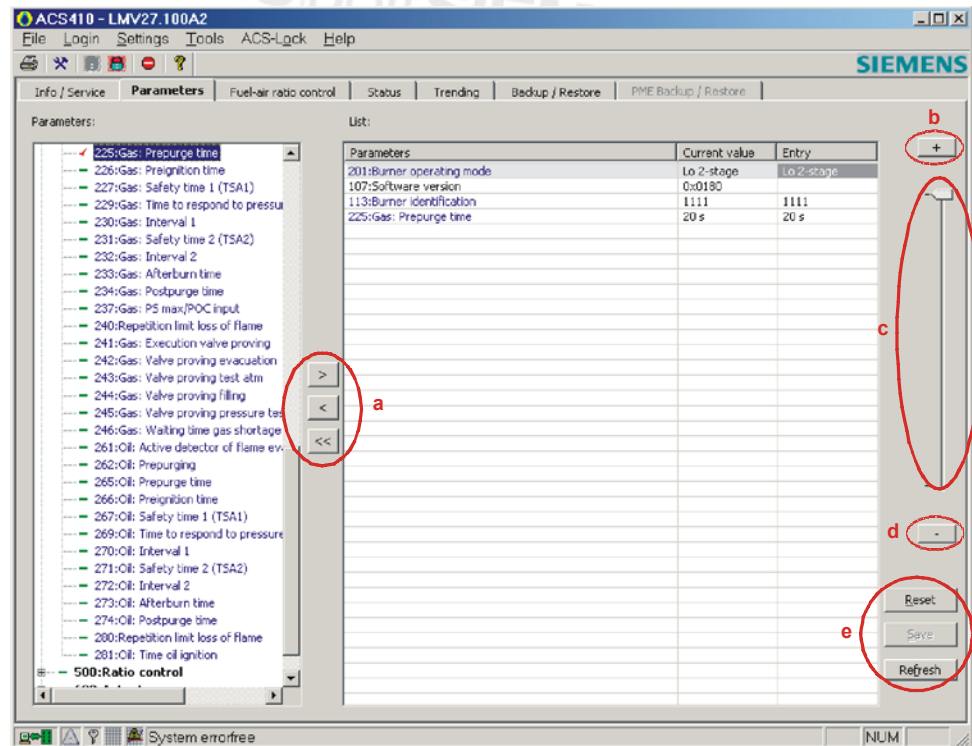 ACS410 - LMV27.100A2
File Login Settings Tools ACS-Lock Help
SIEMENS
Info / Service Parameters Fuel-air ratio control Status Trending Backup / Restore PME Backup / Restore
Parameters:
List:
b
+
225:Gas: Prepurge time
226:Gas: Preignition time
227:Gas: Safety time 1 (TSA1)
229:Gas: Time to respond to pressu
230:Gas: Interval 1
231:Gas: Safety time 2 (TSA2)
232:Gas: Interval 2
233:Gas: Afterburn time
234:Gas: Postpurge time
237:Gas: PS max/POC input
240:Repetition limit loss of flame
241:Gas: Execution valve proving
242:Gas: Valve proving evacuation
243:Gas: Valve proving test atm
244:Gas: Valve proving filling
245:Gas: Valve proving pressure tes
246:Gas: Waiting time gas shortage
261:Oil: Active detector of flame ev
262:Oil: Prepurging
265:Oil: Prepurge time
266:Oil: Preignition time
267:Oil: Safety time 1 (TSA1)
269:Oil: Time to respond to pressure
270:Oil: Interval 1
271:Oil: Safety time 2 (TSA2)
272:Oil: Interval 2
273:Oil: Afterburn time
274:Oil: Postpurge time
280:Repetition limit loss of flame
281:Oil: Time oil ignition
500:Ratio control
>
<
<<
a
Parameters Current value Entry
201:Burner operating mode Lo 2-stage Lo 2-stage
107:Software version 0x0180
113:Burner identification 1111 1111
225:Gas: Prepurge time 20 s 20 s
c
d
-
e
Reset
Save
Refresh
System errorfree
NUM